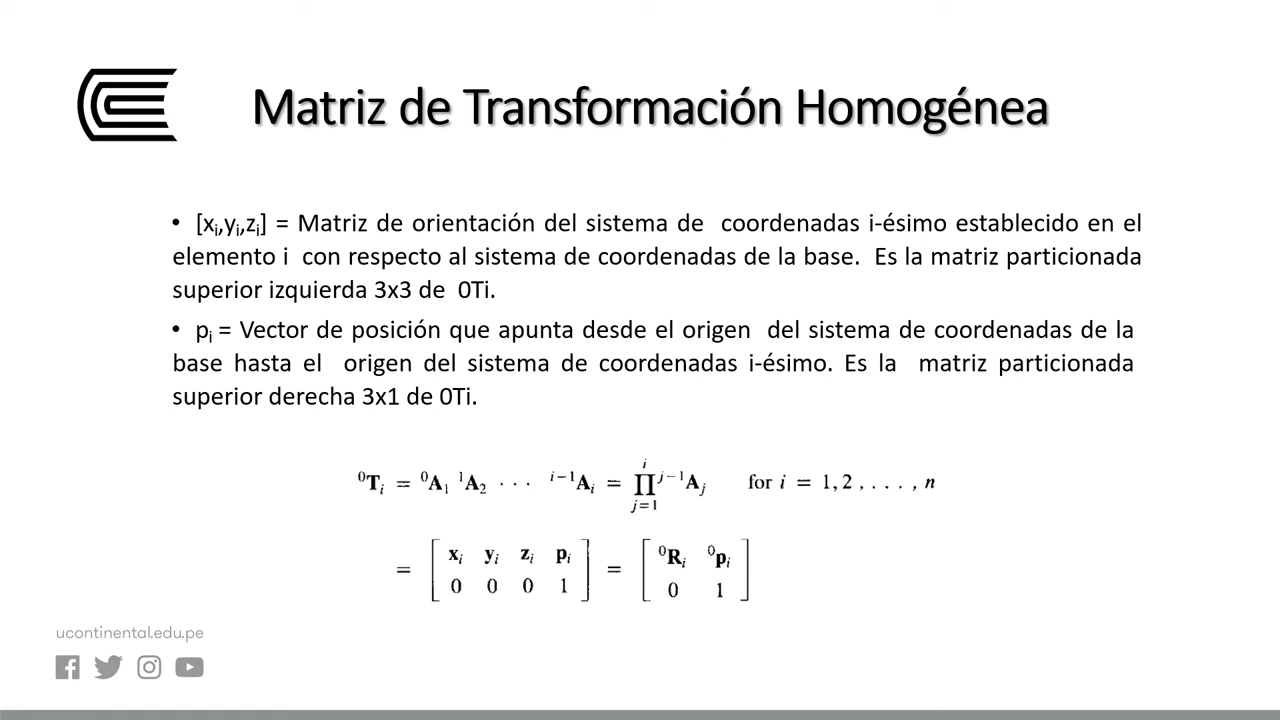 Matriz de Transformación Homogénea
• [xᵢ,yᵢ,zᵢ] = Matriz de orientación del sistema de coordenadas i-ésimo establecido en el
elemento i con respecto al sistema de coordenadas de la base. Es la matriz particionada
superior izquierda 3x3 de 0Ti.
• pᵢ = Vector de posición que apunta desde el origen del sistema de coordenadas de la
base hasta el origen del sistema de coordenadas i-ésimo. Es la matriz particionada
superior derecha 3x1 de 0Ti.
⁰Tᵢ = ⁰A₁ ¹A₂ · · · ⁱ⁻¹Aᵢ = ∏ⁱⱼ₌₁ ʲ⁻¹Aⱼ for i = 1, 2, . . . , n
= [ xᵢ yᵢ zᵢ pᵢ ] = [ ⁰Rᵢ ⁰pᵢ ]
[ 0 0 0 1 ] [ 0 1 ]
ucontinental.edu.pe